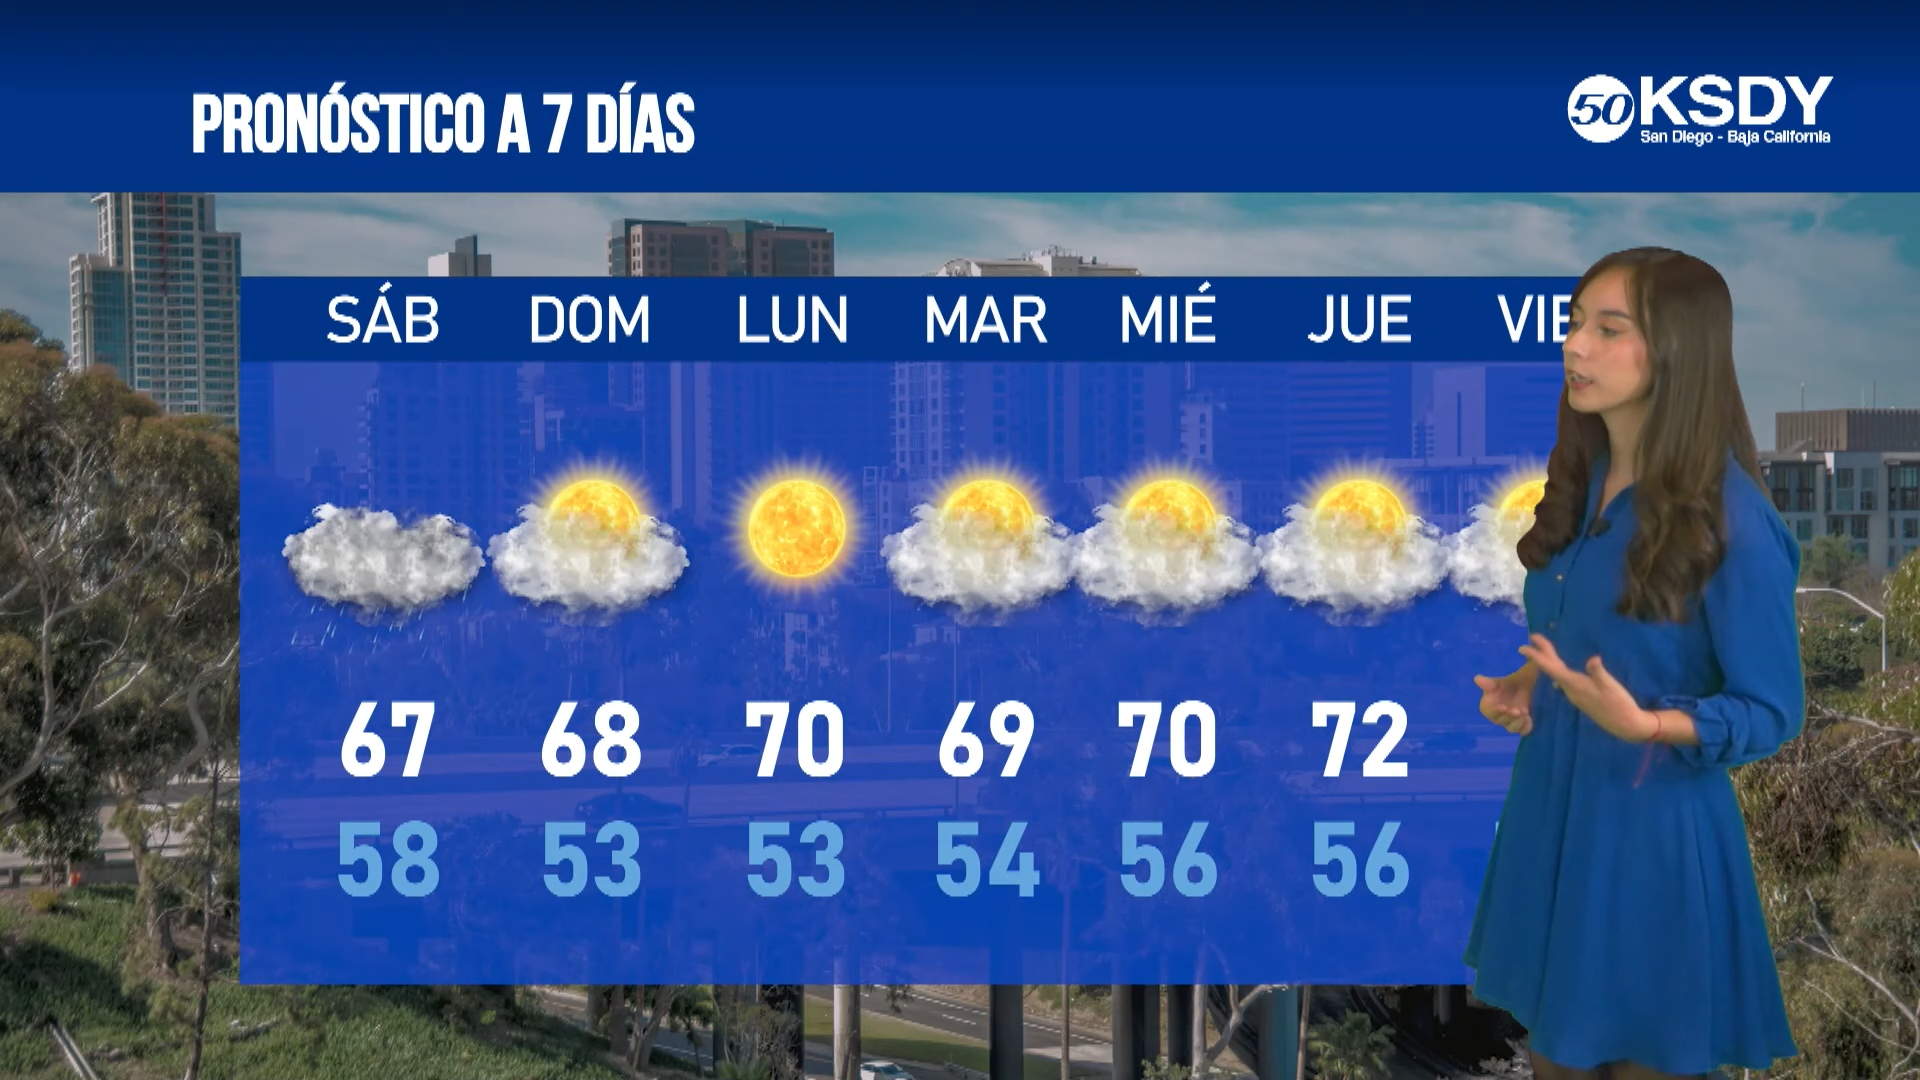 PRONÓSTICO A 7 DÍAS
50 KSDY
San Diego - Baja California
SÁB DOM LUN MAR MIÉ JUE
67 68 70 69 70 72
58 53 53 54 56 56